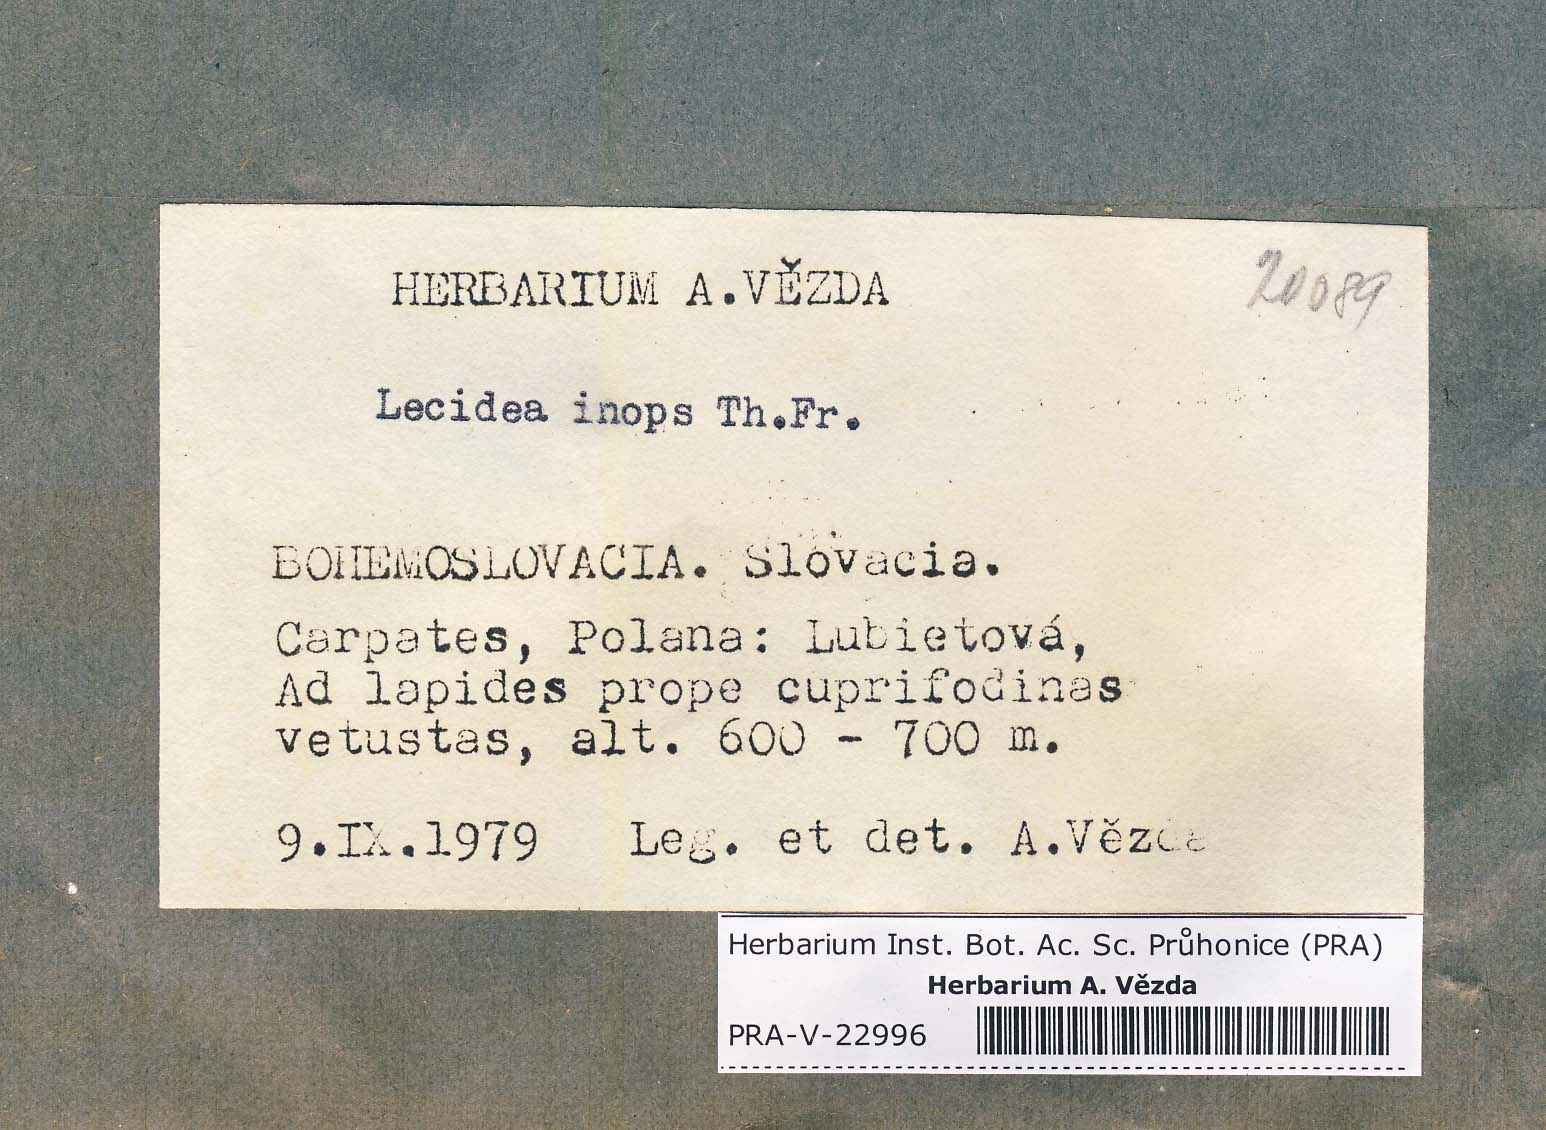 HERBARIUM A.VĚZDA
20089
Lecidea inops Th.Fr.
BOHEMOSLOVACIA. Slovacia.
Carpates, Polana: Lubietová,
Ad lapides prope cuprifodinas
vetustas, alt. 600 - 700 m.
9.IX.1979 Leg. et det. A.Vězda
Herbarium Inst. Bot. Ac. Sc. Průhonice (PRA)
Herbarium A. Vězda
PRA-V-22996